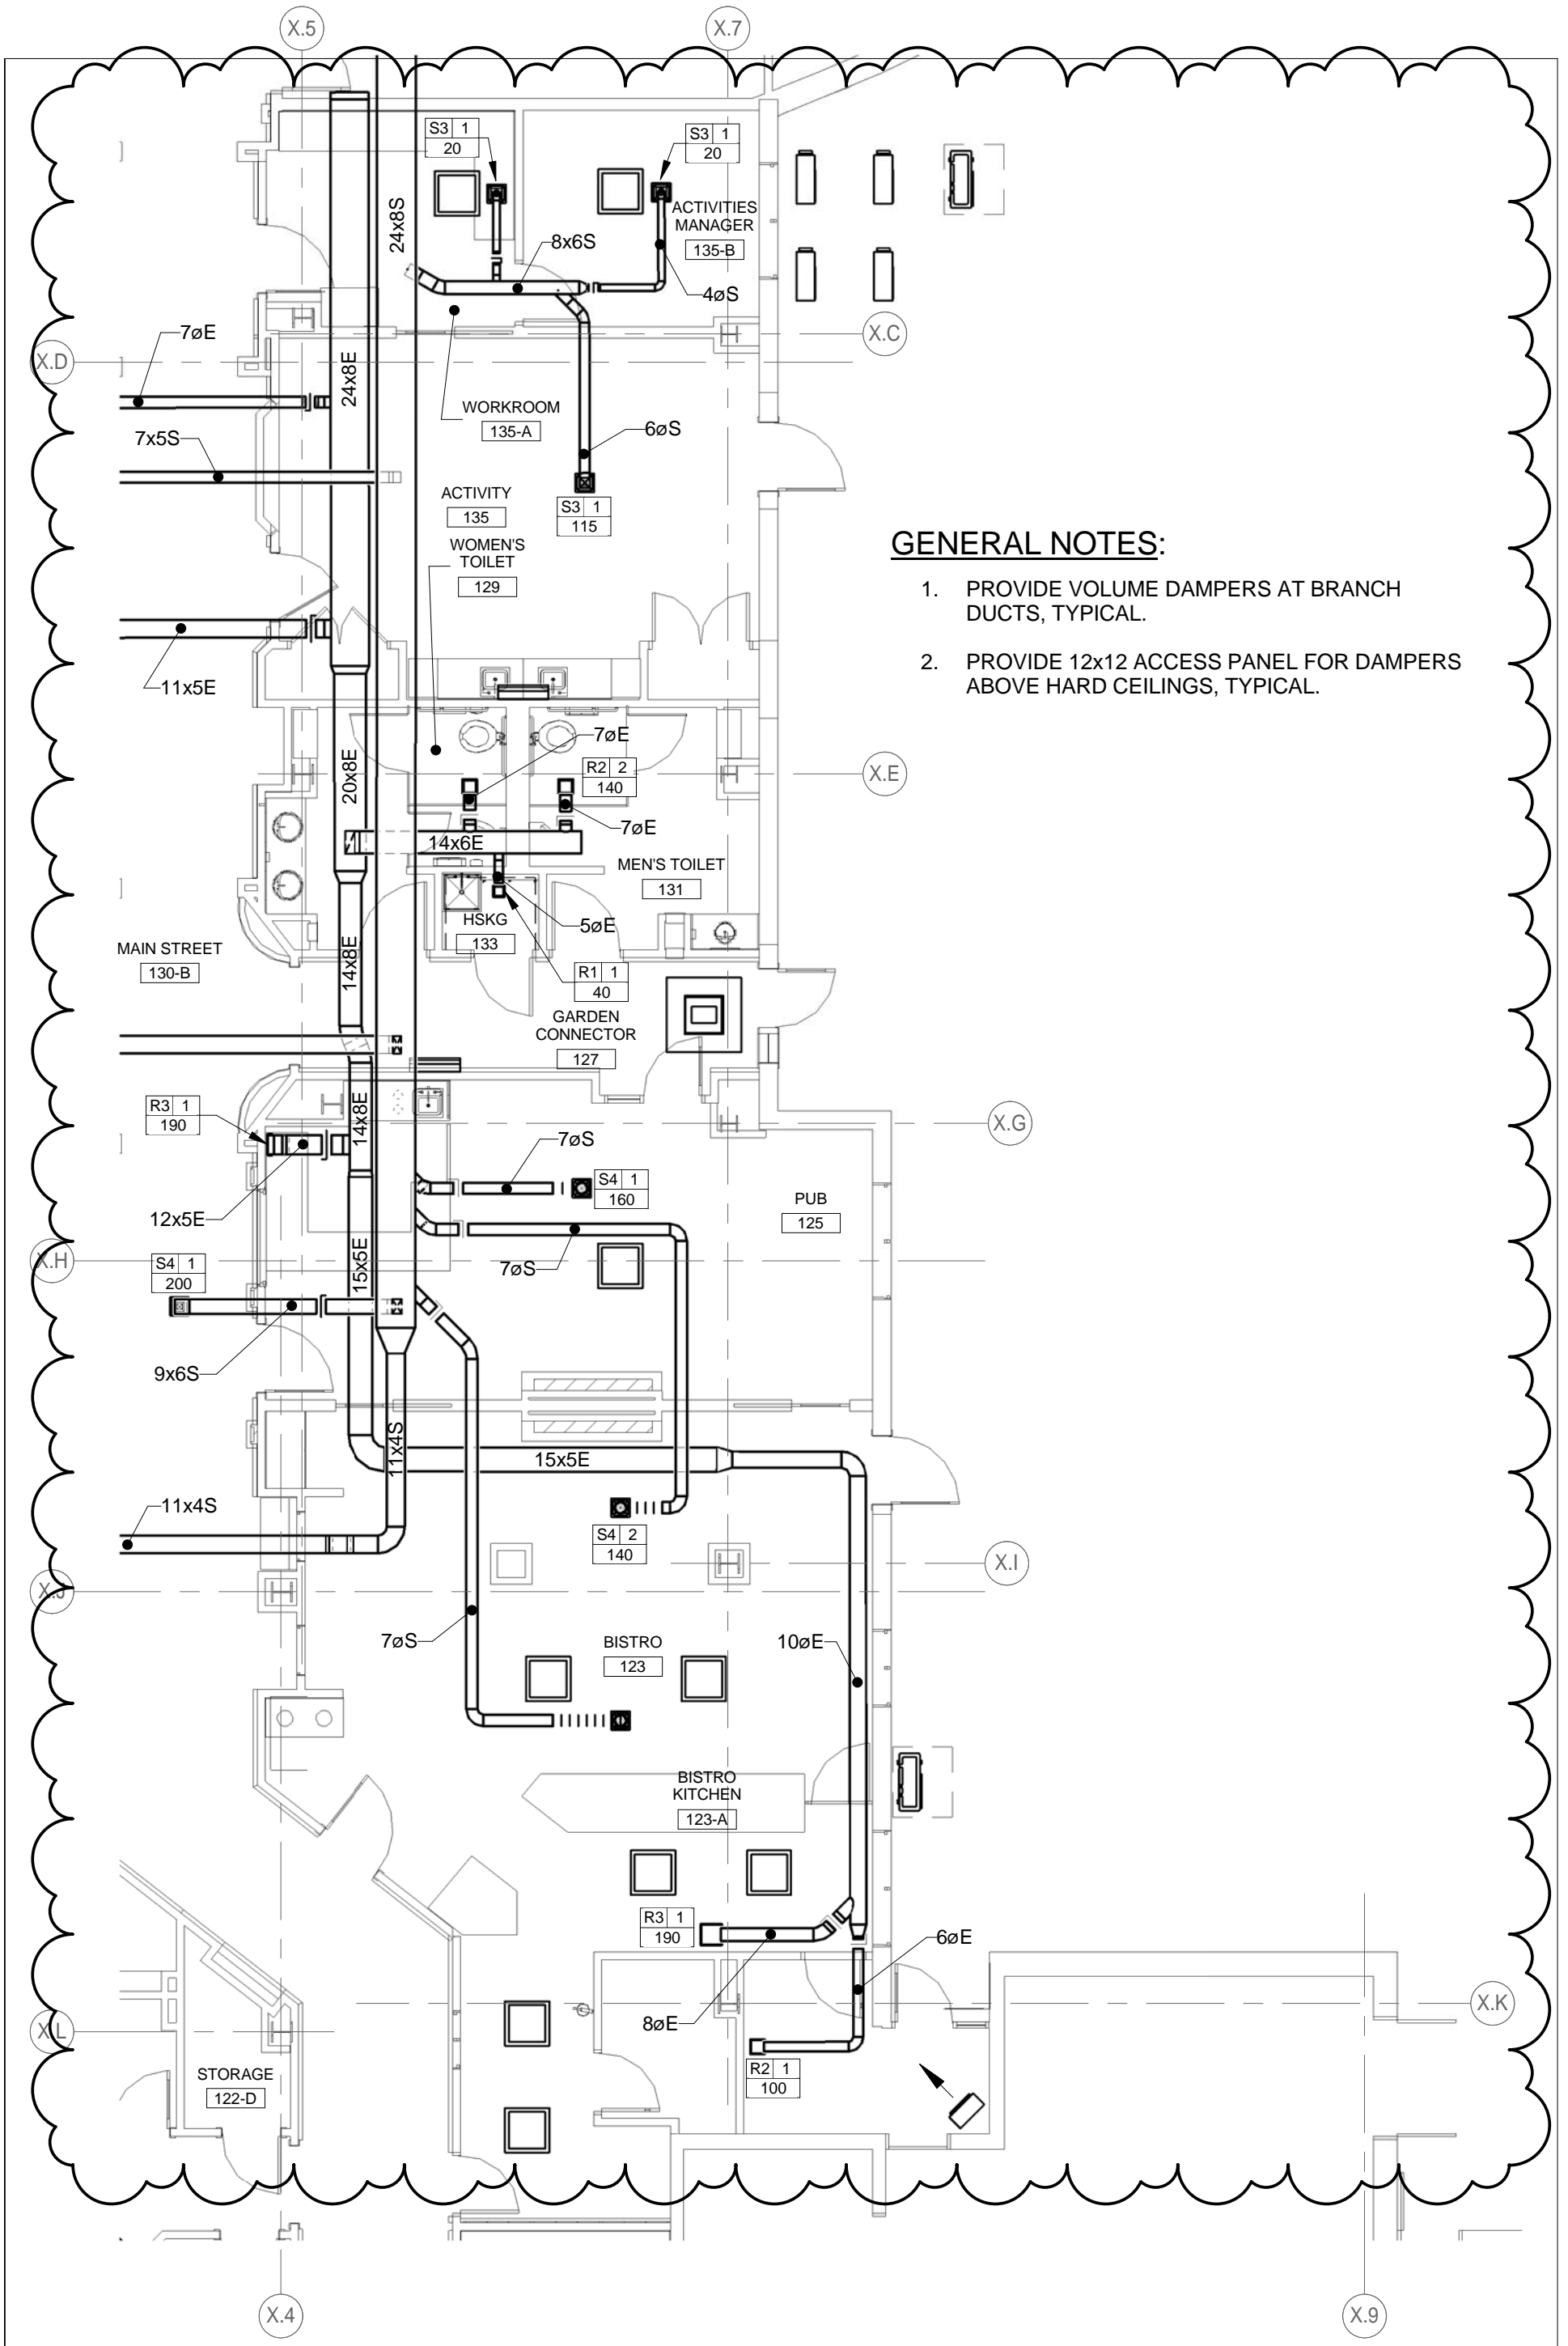 X.5
X.7
S3 1
20
S3 1
20
ACTIVITIES
MANAGER
135-B
24x8S
8x6S
4øS
7øE
X.C
X.D
24x8E
WORKROOM
135-A
7x5S
6øS
ACTIVITY
135
S3 1
115
WOMEN'S
TOILET
129
GENERAL NOTES:
1. PROVIDE VOLUME DAMPERS AT BRANCH
DUCTS, TYPICAL.
2. PROVIDE 12x12 ACCESS PANEL FOR DAMPERS
ABOVE HARD CEILINGS, TYPICAL.
11x5E
7øE
R2 2
140
X.E
20x8E
7øE
14x6E
MEN'S TOILET
131
HSKG
133
5øE
MAIN STREET
130-B
14x8E
R1 1
40
GARDEN
CONNECTOR
127
R3 1
190
14x8E
X.G
7øS
S4 1
160
PUB
125
12x5E
X.H
S4 1
200
15x5E
7øS
9x6S
11x4S
15x5E
11x4S
S4 2
140
X.I
X.J
7øS
BISTRO
123
10øE
BISTRO
KITCHEN
123-A
R3 1
190
6øE
X.K
8øE
X.L
STORAGE
122-D
R2 1
100
X.4
X.9